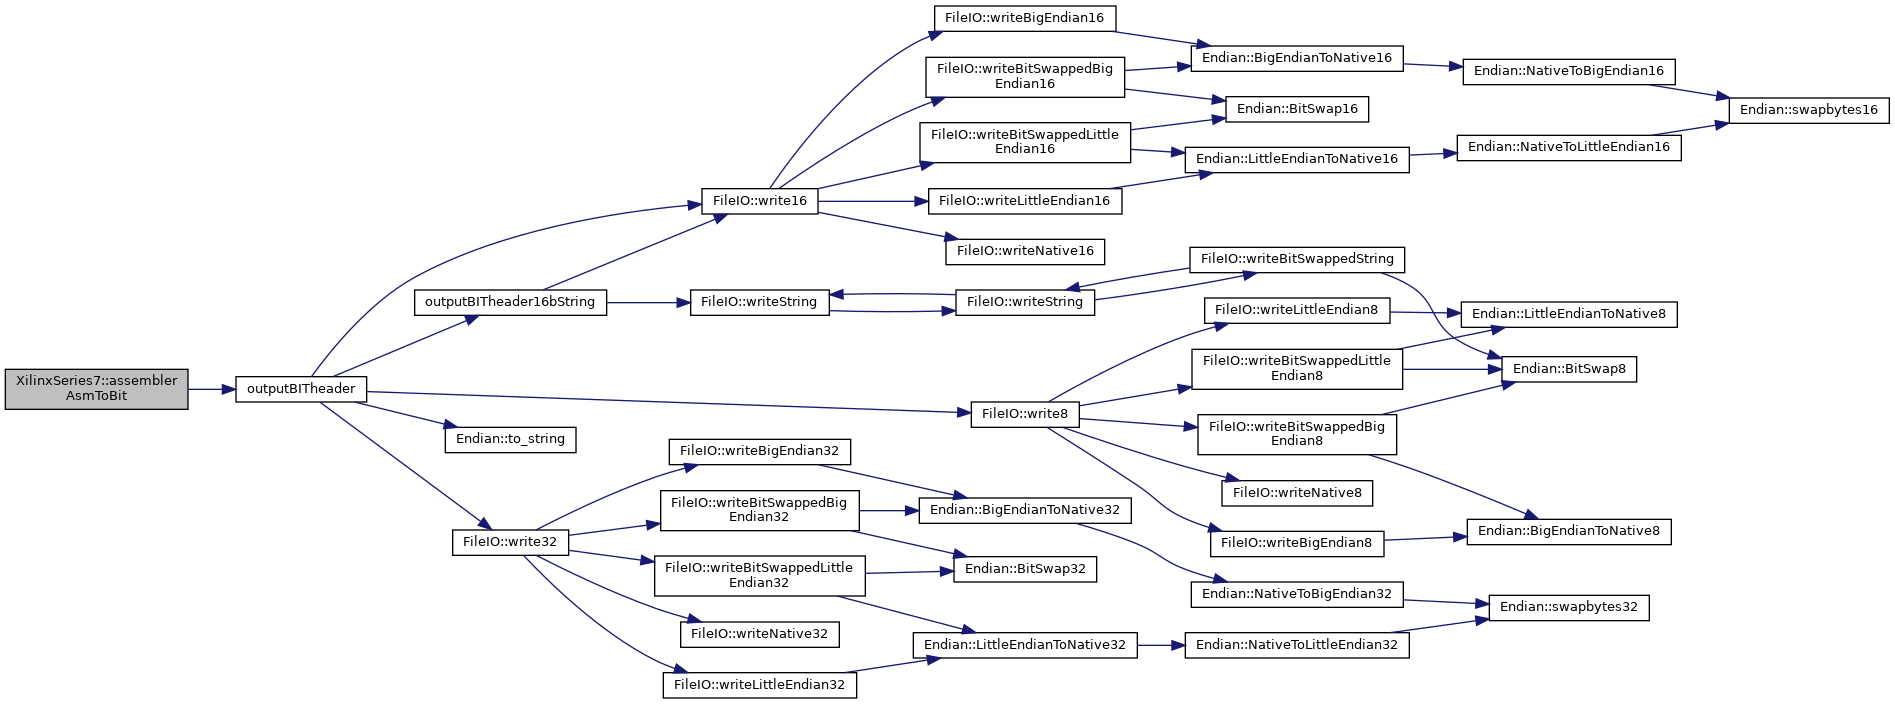 FileIO::writeBigEndian16
FileIO::writeBitSwappedBig
Endian16
Endian::BigEndianToNative16
Endian::NativeToBigEndian16
Endian::BitSwap16
Endian::swapbytes16
FileIO::writeBitSwappedLittle
Endian16
Endian::LittleEndianToNative16
Endian::NativeToLittleEndian16
FileIO::write16
FileIO::writeLittleEndian16
FileIO::writeNative16
FileIO::writeBitSwappedString
outputBITheader16bString
FileIO::writeString
FileIO::writeString
FileIO::writeLittleEndian8
Endian::LittleEndianToNative8
FileIO::writeBitSwappedLittle
Endian8
Endian::BitSwap8
XilinxSeries7::assembler
AsmToBit
outputBITheader
FileIO::write8
FileIO::writeBitSwappedBig
Endian8
Endian::to_string
FileIO::writeBigEndian32
FileIO::writeNative8
FileIO::writeBitSwappedBig
Endian32
Endian::BigEndianToNative32
Endian::BigEndianToNative8
FileIO::write32
FileIO::writeBigEndian8
FileIO::writeBitSwappedLittle
Endian32
Endian::BitSwap32
Endian::NativeToBigEndian32
Endian::swapbytes32
FileIO::writeNative32
Endian::LittleEndianToNative32
Endian::NativeToLittleEndian32
FileIO::writeLittleEndian32